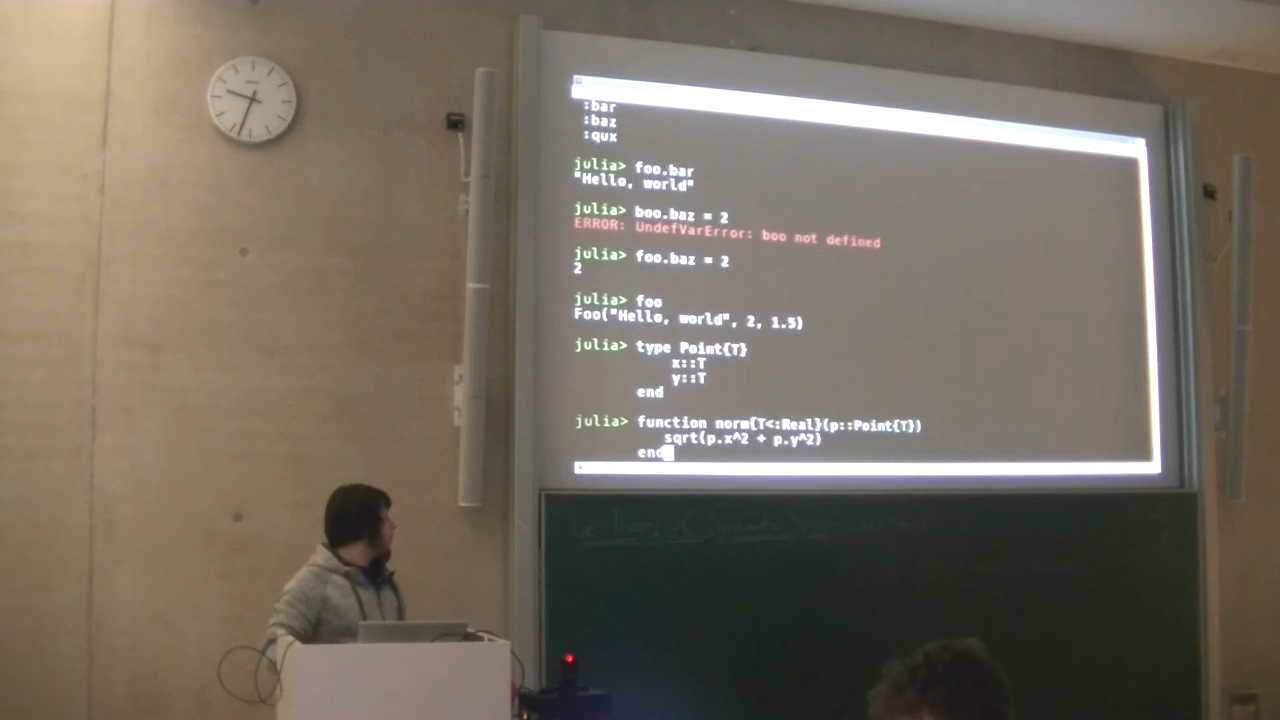 :bar
:baz
:qux
julia> foo.bar
"Hello, world"
julia> boo.baz = 2
ERROR: UndefVarError: boo not defined
julia> foo.baz = 2
2
julia> foo
Foo("Hello, world", 2, 1.5)
julia> type Point{T}
x::T
y::T
end
julia> function norm{T<:Real}(p::Point{T})
sqrt(p.x^2 + p.y^2)
end